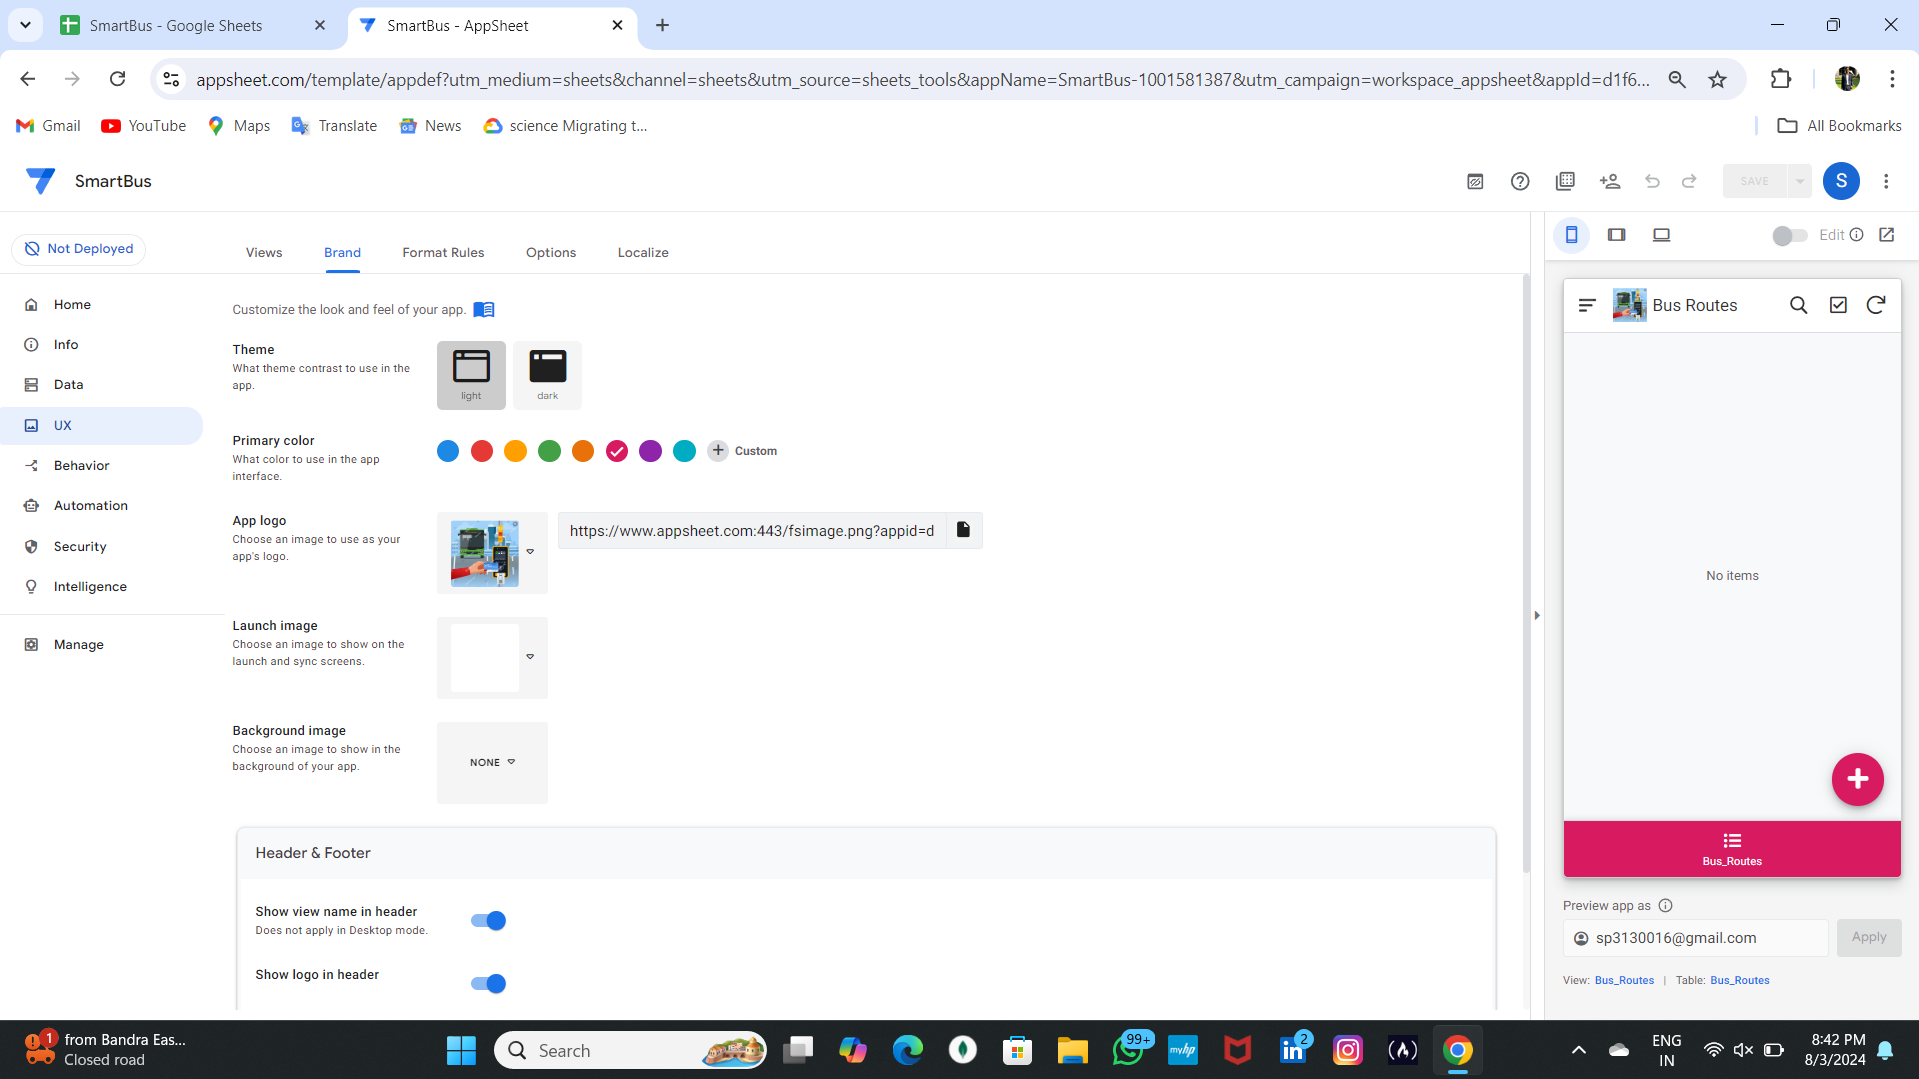 SmartBus - Google Sheets
SmartBus - AppSheet
appsheet.com/template/appdef?utm_medium=sheets&channel=sheets&utm_source=sheets_tools&appName=SmartBus-1001581387&utm_campaign=workspace_appsheet&appId=d1f6...
Gmail
YouTube
Maps
Translate
News
science Migrating t...
All Bookmarks
SmartBus
SAVE
S
Not Deployed
Home
Info
Data
UX
Behavior
Automation
Security
Intelligence
Manage
Views
Brand
Format Rules
Options
Localize
Customize the look and feel of your app.
Theme
What theme contrast to use in the
app.
light
dark
Primary color
What color to use in the app
interface.
Custom
App logo
Choose an image to use as your
app's logo.
https://www.appsheet.com:443/fsimage.png?appid=d
Launch image
Choose an image to show on the
launch and sync screens.
Background image
Choose an image to show in the
background of your app.
NONE
Header & Footer
Show view name in header
Does not apply in Desktop mode.
Show logo in header
Edit
Bus Routes
No items
Bus_Routes
Preview app as
sp3130016@gmail.com
Apply
View: Bus_Routes | Table: Bus_Routes
1
from Bandra Eas...
Closed road
Search
99+
myhp
in
2
ENG
IN
8:42 PM
8/3/2024